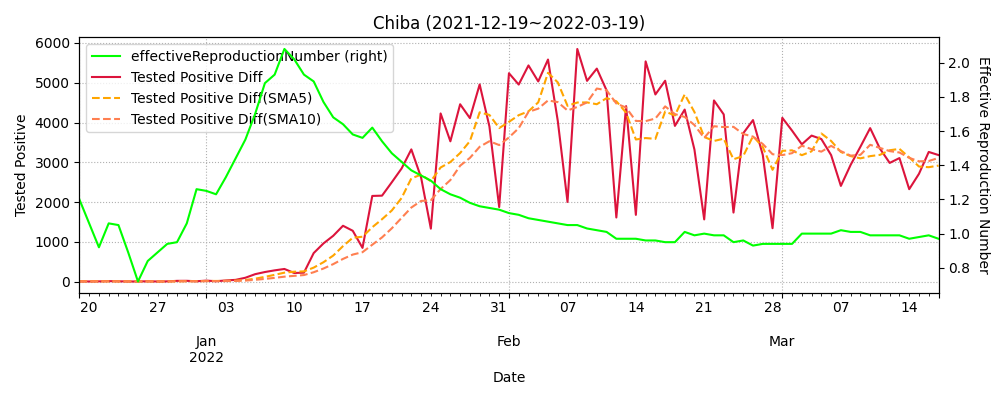 Chiba (2021-12-19~2022-03-19)
effectiveReproductionNumber (right)
Tested Positive Diff
Tested Positive Diff(SMA5)
Tested Positive Diff(SMA10)
Tested Positive
6000
5000
4000
3000
2000
1000
0
Effective Reproduction Number
2.0
1.8
1.6
1.4
1.2
1.0
0.8
20 27 03 10 17 24 31 07 14 21 28 07 14
Jan Feb Mar
2022
Date